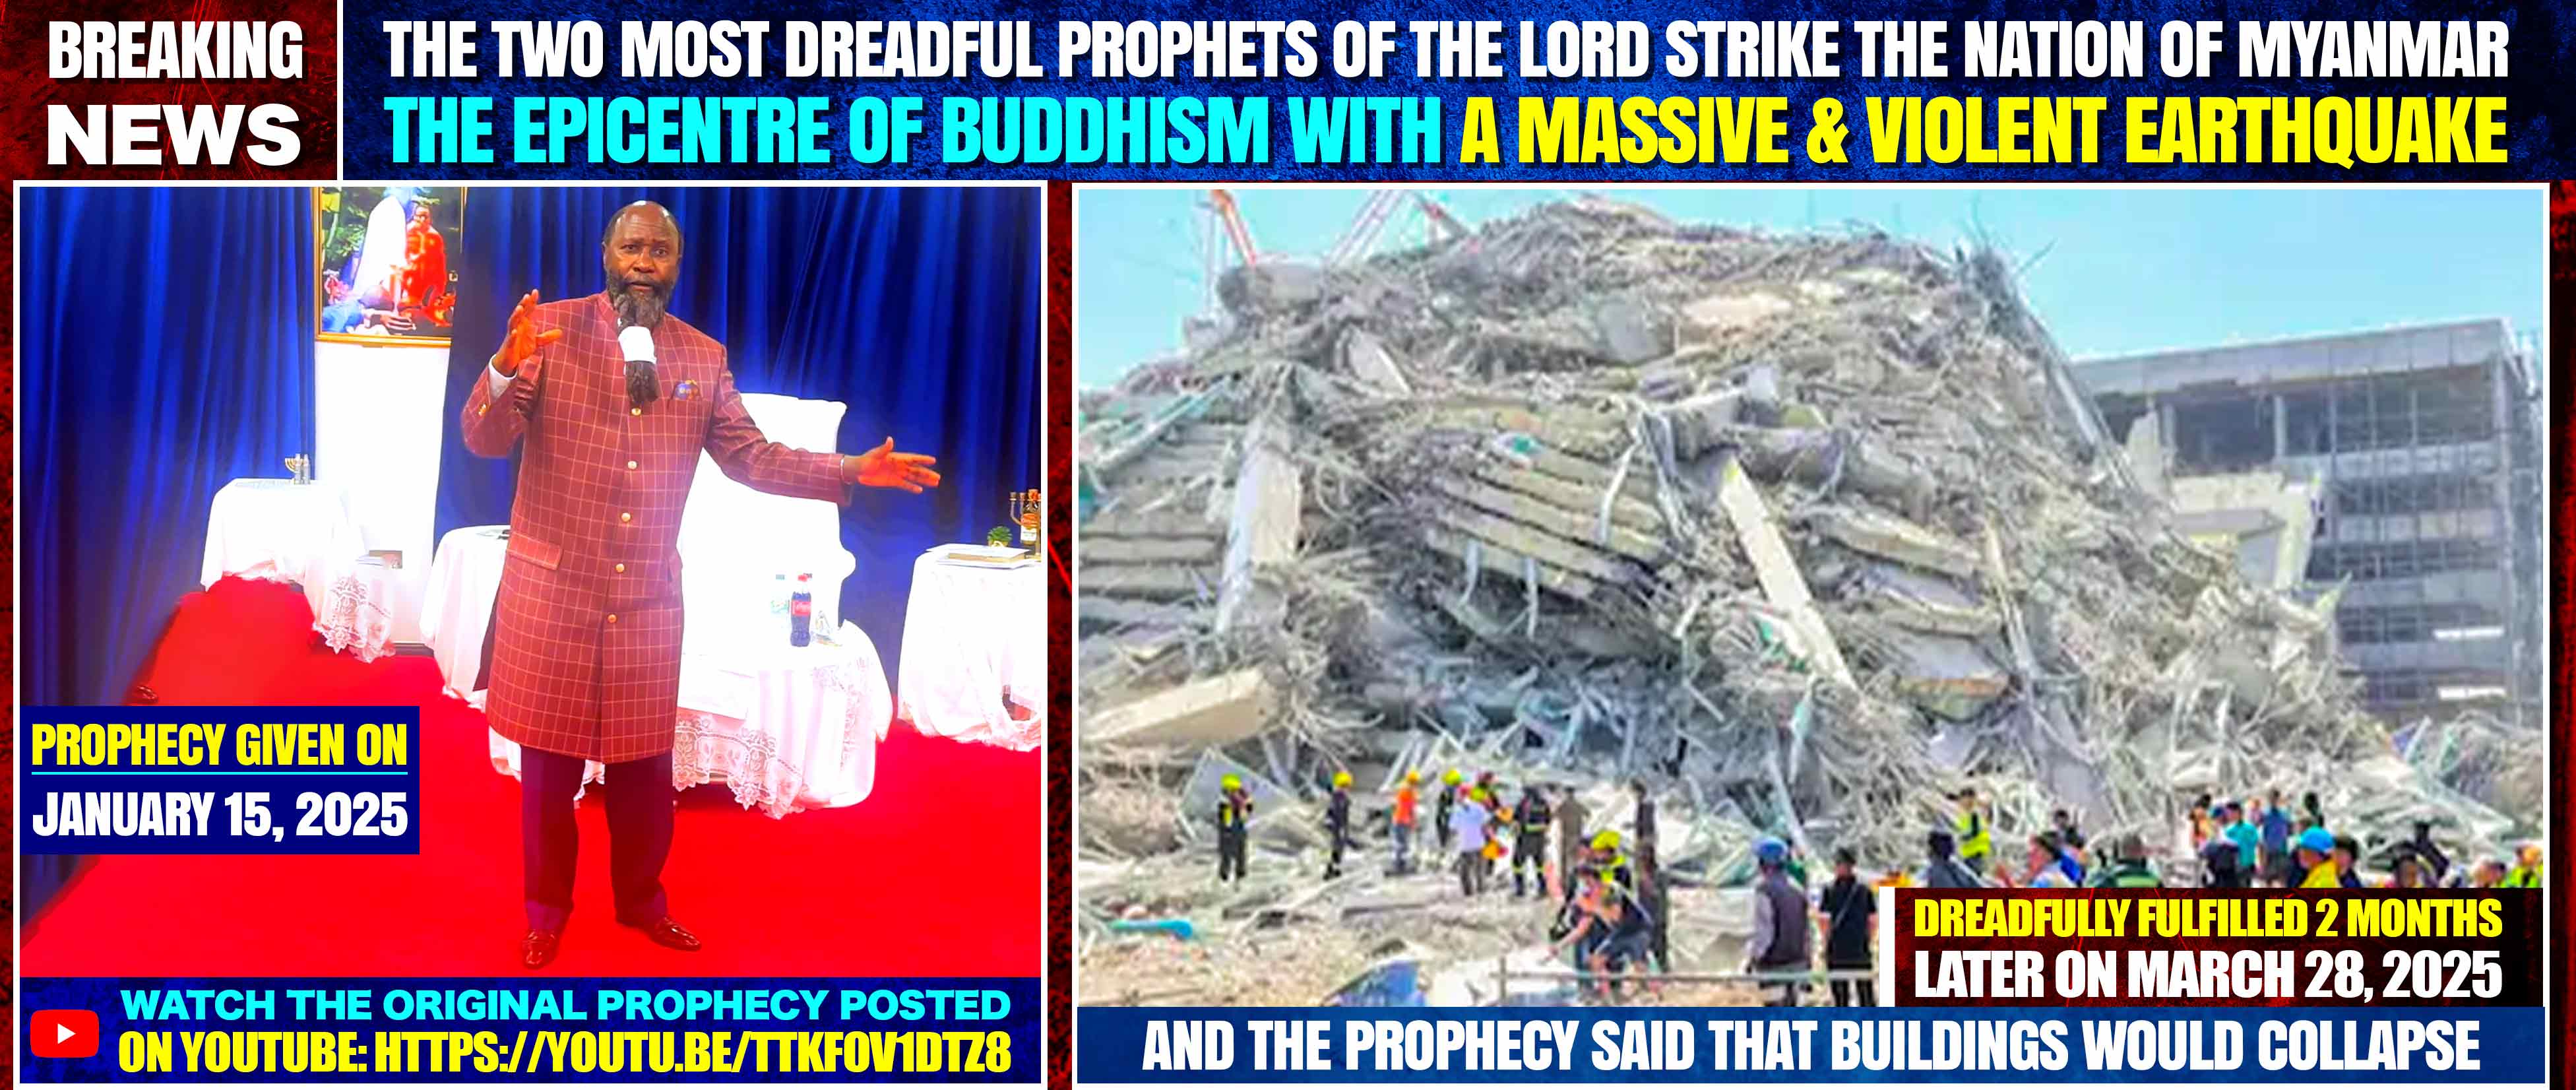 BREAKING
NEWS
THE TWO MOST DREADFUL PROPHETS OF THE LORD STRIKE THE NATION OF MYANMAR
THE EPICENTRE OF BUDDHISM WITH A MASSIVE & VIOLENT EARTHQUAKE
PROPHECY GIVEN ON
JANUARY 15, 2025
WATCH THE ORIGINAL PROPHECY POSTED
ON YOUTUBE: HTTPS://YOUTU.BE/TTKFOV1DTZ8
DREADFULLY FULFILLED 2 MONTHS
LATER ON MARCH 28, 2025
AND THE PROPHECY SAID THAT BUILDINGS WOULD COLLAPSE